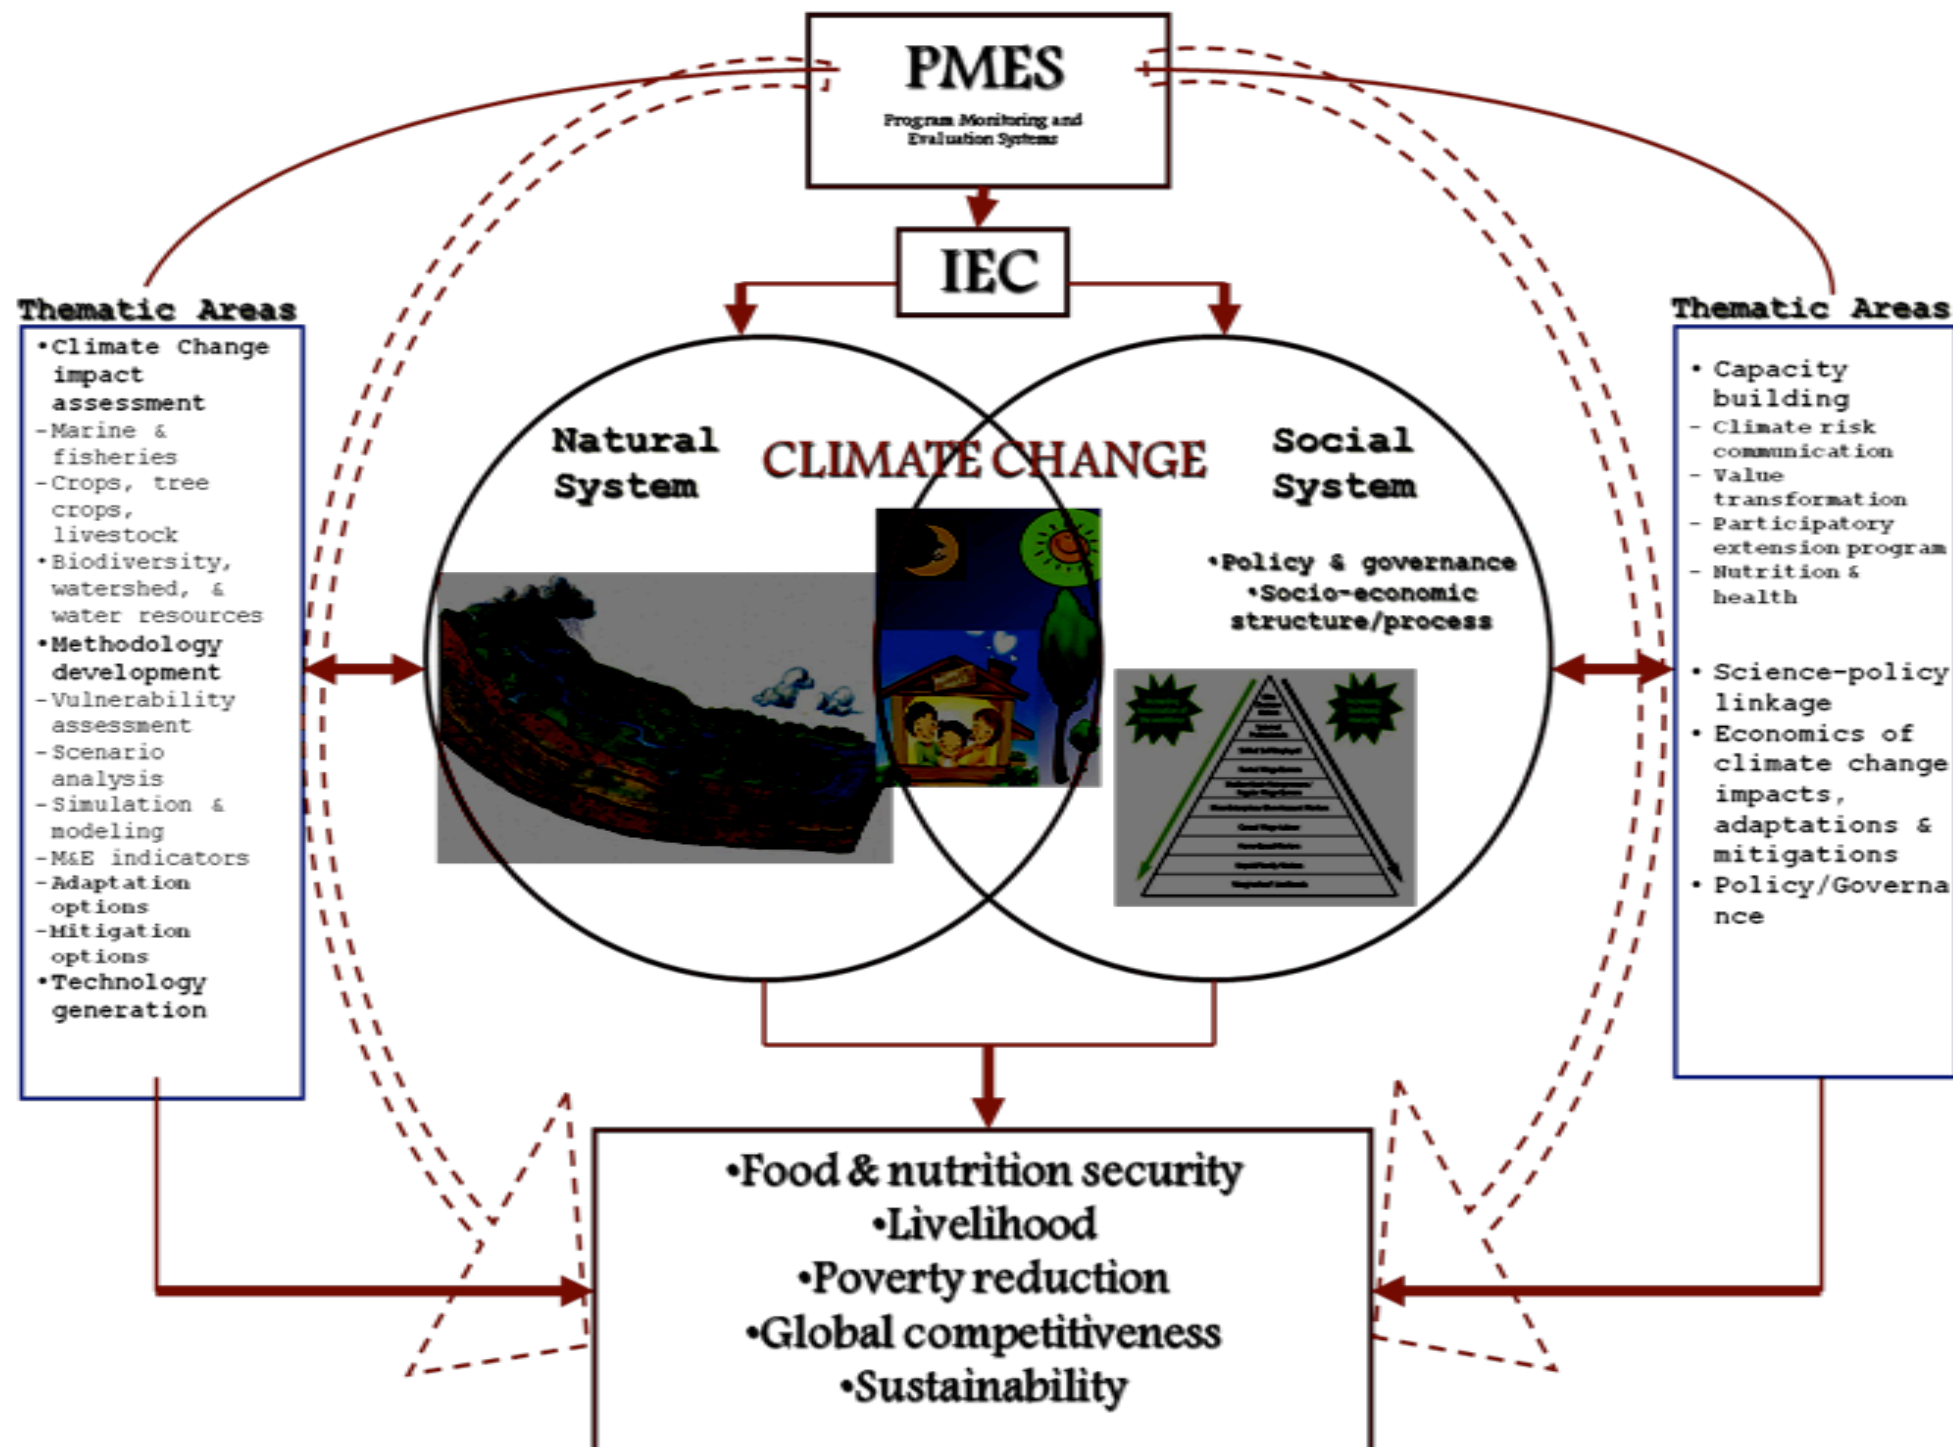 PMES
Program Monitoring and
Evaluation Systems
IEC
Thematic Areas
•Climate Change
impact
assessment
-Marine &
fisheries
-Crops, tree
crops,
livestock
•Biodiversity,
watershed, &
water resources
•Methodology
development
-Vulnerability
assessment
-Scenario
analysis
-Simulation &
modeling
-M&E indicators
-Adaptation
options
-Mitigation
options
•Technology
generation
Natural
System
CLIMATE CHANGE
Social
System
•Policy & governance
•Socio-economic
structure/process
Thematic Areas
• Capacity
building
- Climate risk
communication
- Value
transformation
- Participatory
extension program
- Nutrition &
health
• Science-policy
linkage
• Economics of
climate change
impacts,
adaptations &
mitigations
• Policy/Governa
nce
•Food & nutrition security
•Livelihood
•Poverty reduction
•Global competitiveness
•Sustainability